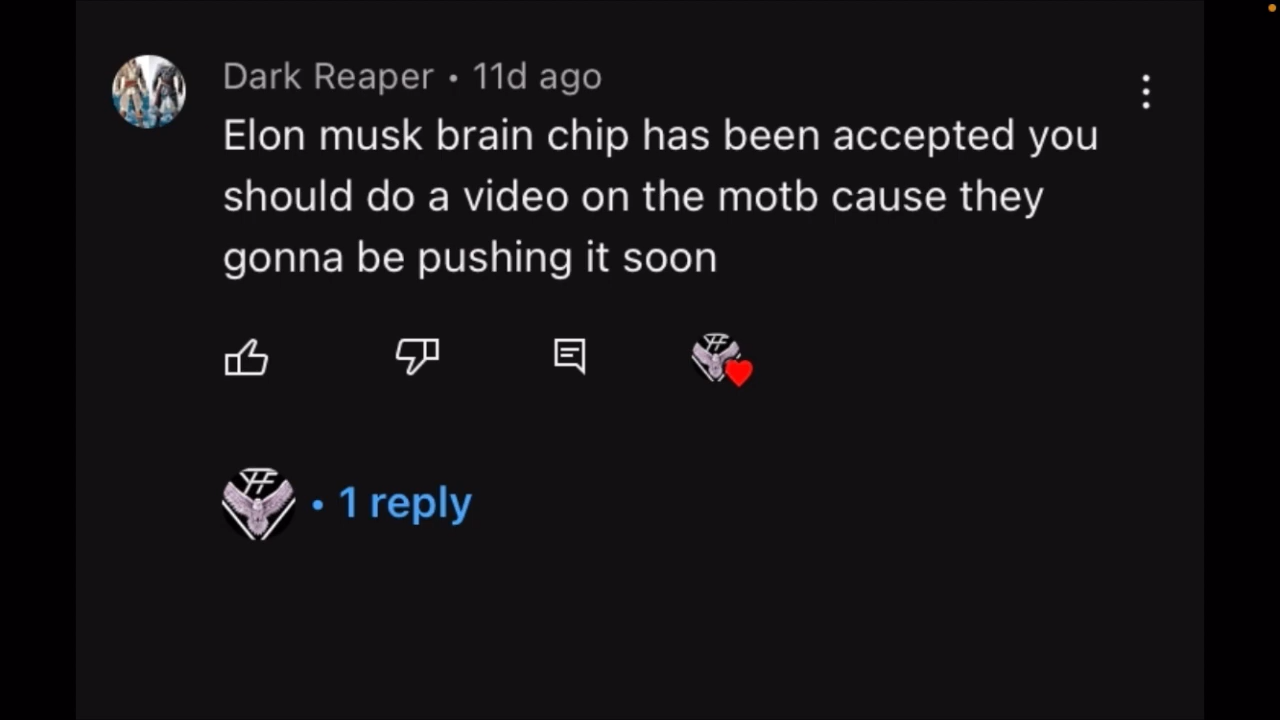 Dark Reaper • 11d ago
Elon musk brain chip has been accepted you
should do a video on the motb cause they
gonna be pushing it soon
• 1 reply